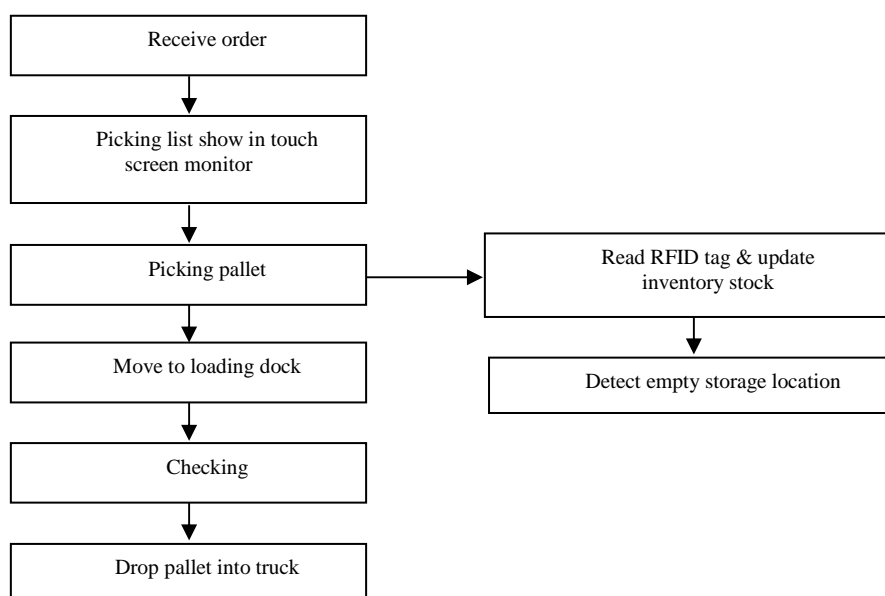 Receive order
Picking list show in touch
screen monitor
Picking pallet
Read RFID tag & update
inventory stock
Move to loading dock
Detect empty storage location
Checking
Drop pallet into truck